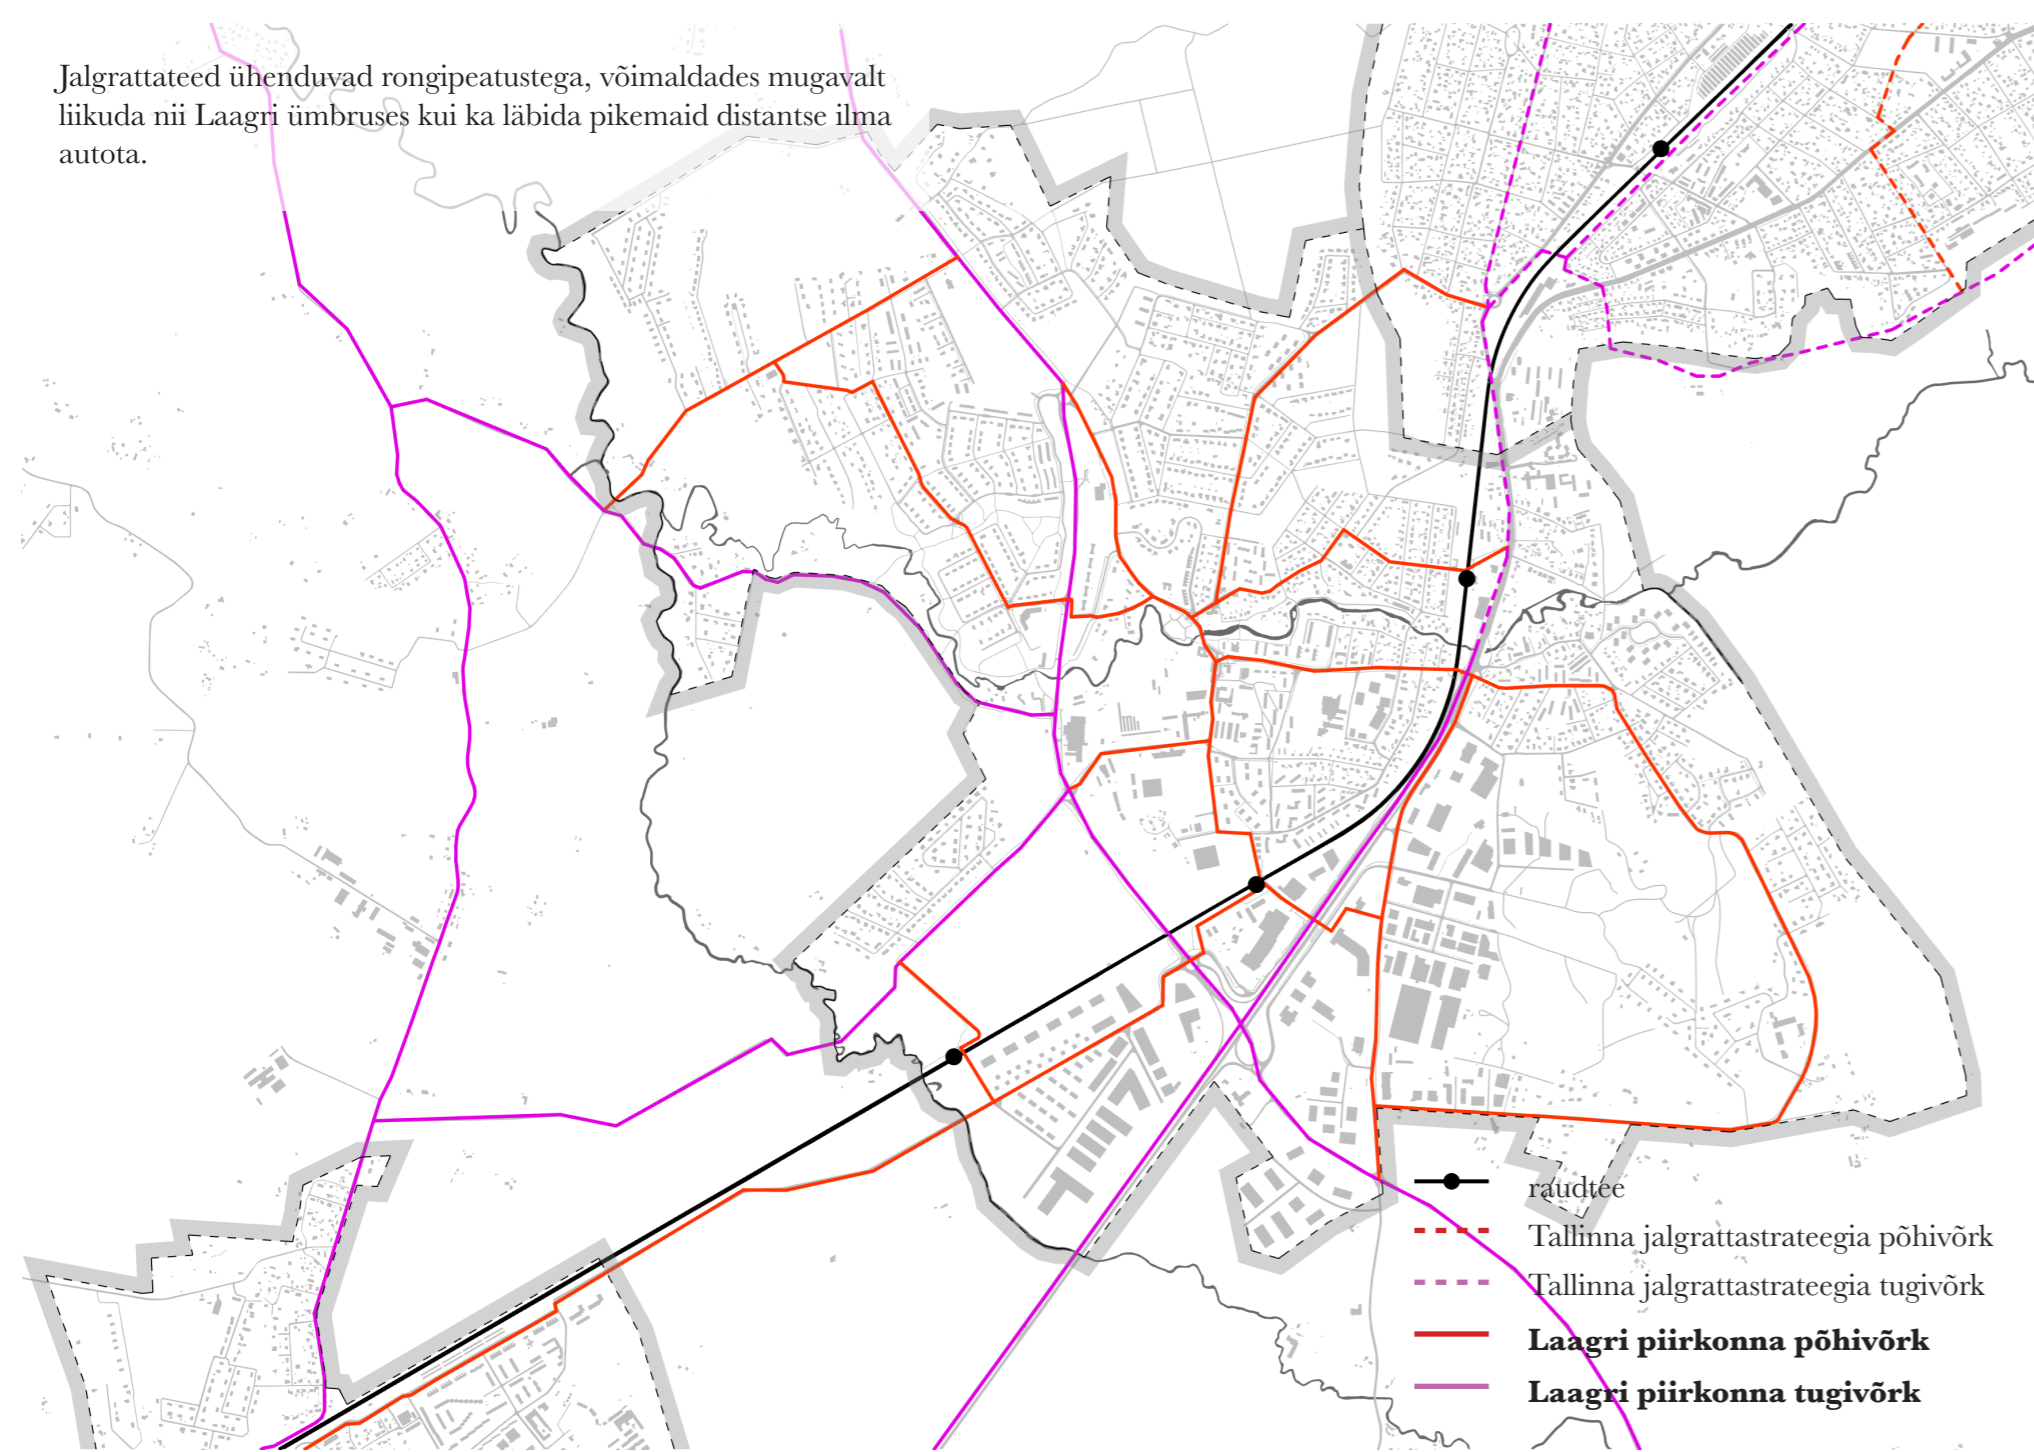 Jalgrattateed ühenduvad rongipeatustega, võimaldades mugavalt
liikuda nii Laagri ümbruses kui ka läbida pikemaid distantse ilma
autota.
raudtee
Tallinna jalgrattastrateegia põhivõrk
Tallinna jalgrattastrateegia tugivõrk
Laagri piirkonna põhivõrk
Laagri piirkonna tugivõrk